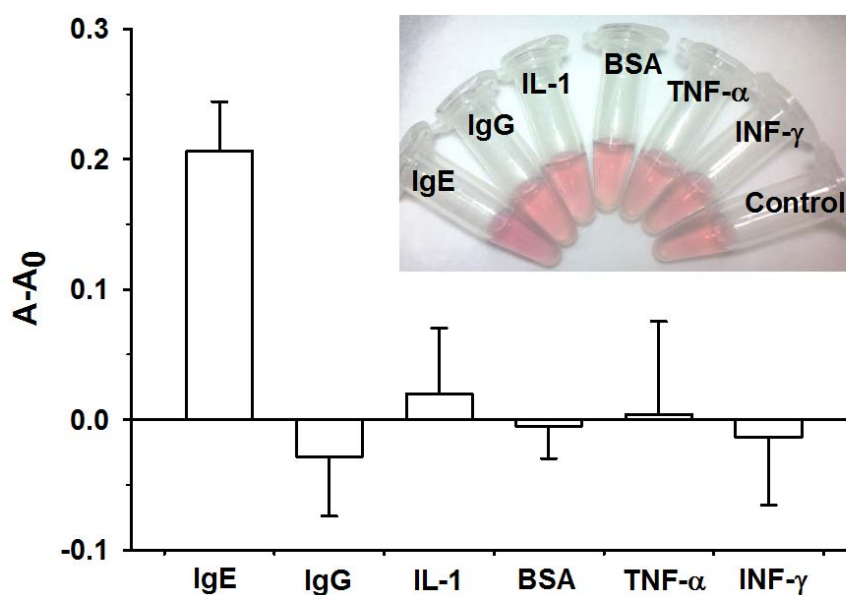 A-A0
0.3
0.2
0.1
0.0
-0.1
IgE
IgG
IL-1
BSA
TNF-α
INF-γ
Control
IgE IgG IL-1 BSA TNF-α INF-γ